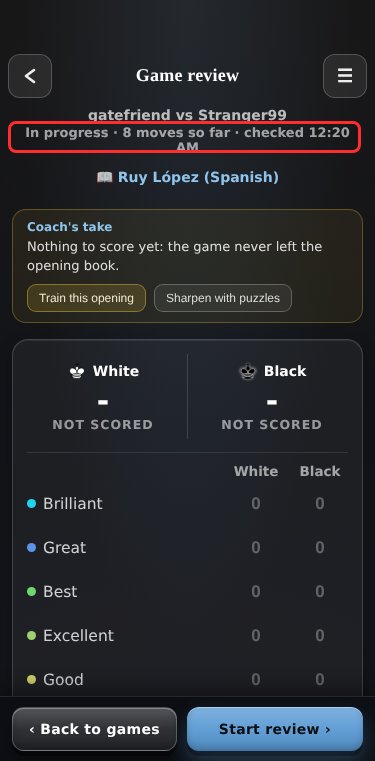 Game review
gatefriend vs Stranger99
In progress · 8 moves so far · checked 12:20
AM
📖 Ruy López (Spanish)
Coach's take
Nothing to score yet: the game never left the
opening book.
Train this opening
Sharpen with puzzles
White
Black
-
-
NOT SCORED
NOT SCORED
White Black
Brilliant 0 0
Great 0 0
Best 0 0
Excellent 0 0
Good 0 0
‹ Back to games
Start review ›